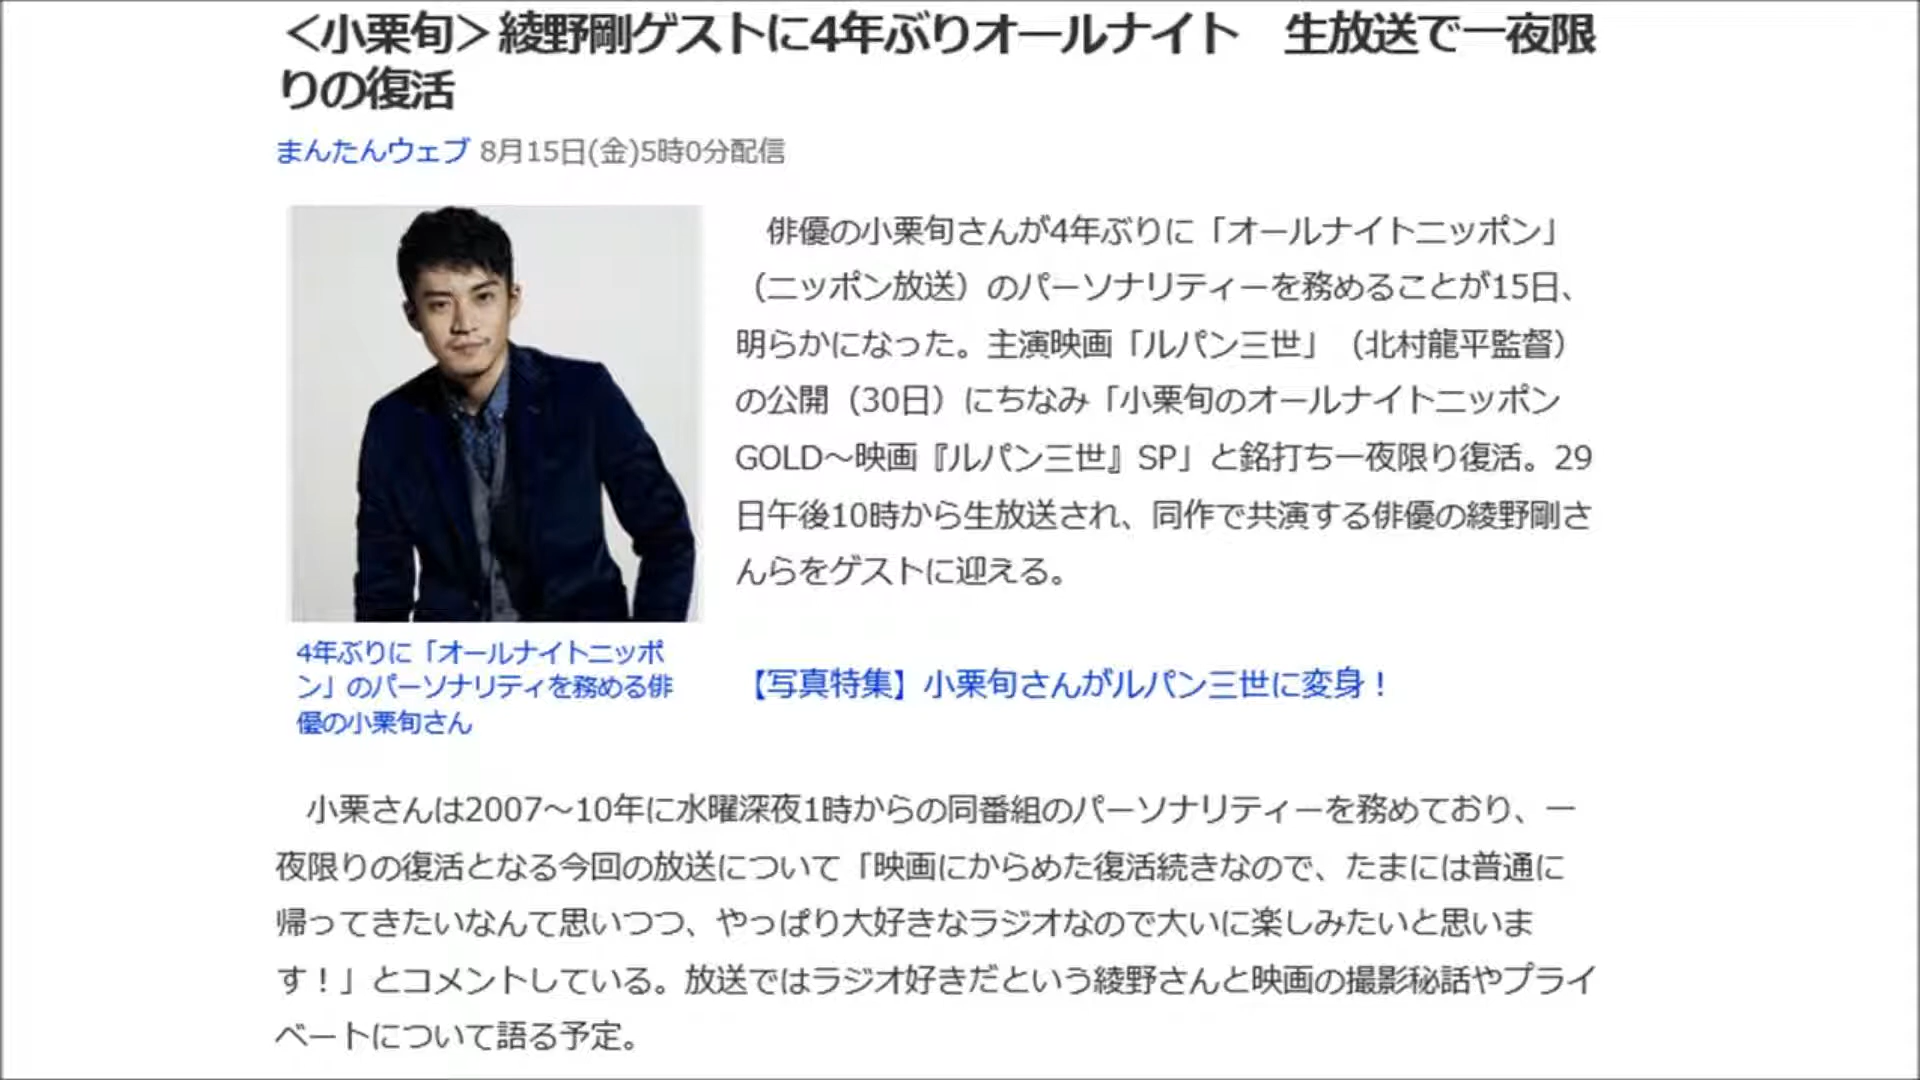 ＜小栗旬＞綾野剛ゲストに4年ぶりオールナイト　生放送で一夜限
りの復活
まんたんウェブ 8月15日(金)5時0分配信
俳優の小栗旬さんが4年ぶりに「オールナイトニッポン」
（ニッポン放送）のパーソナリティーを務めることが15日、
明らかになった。主演映画「ルパン三世」（北村龍平監督）
の公開（30日）にちなみ「小栗旬のオールナイトニッポン
GOLD～映画『ルパン三世』SP」と銘打ち一夜限り復活。29
日午後10時から生放送され、同作で共演する俳優の綾野剛さ
んらをゲストに迎える。
4年ぶりに「オールナイトニッポ
ン」のパーソナリティを務める俳
優の小栗旬さん
【写真特集】小栗旬さんがルパン三世に変身！
小栗さんは2007～10年に水曜深夜1時からの同番組のパーソナリティーを務めており、一
夜限りの復活となる今回の放送について「映画にからめた復活続きなので、たまには普通に
帰ってきたいなんて思いつつ、やっぱり大好きなラジオなので大いに楽しみたいと思いま
す！」とコメントしている。放送ではラジオ好きだという綾野さんと映画の撮影秘話やプライ
ベートについて語る予定。